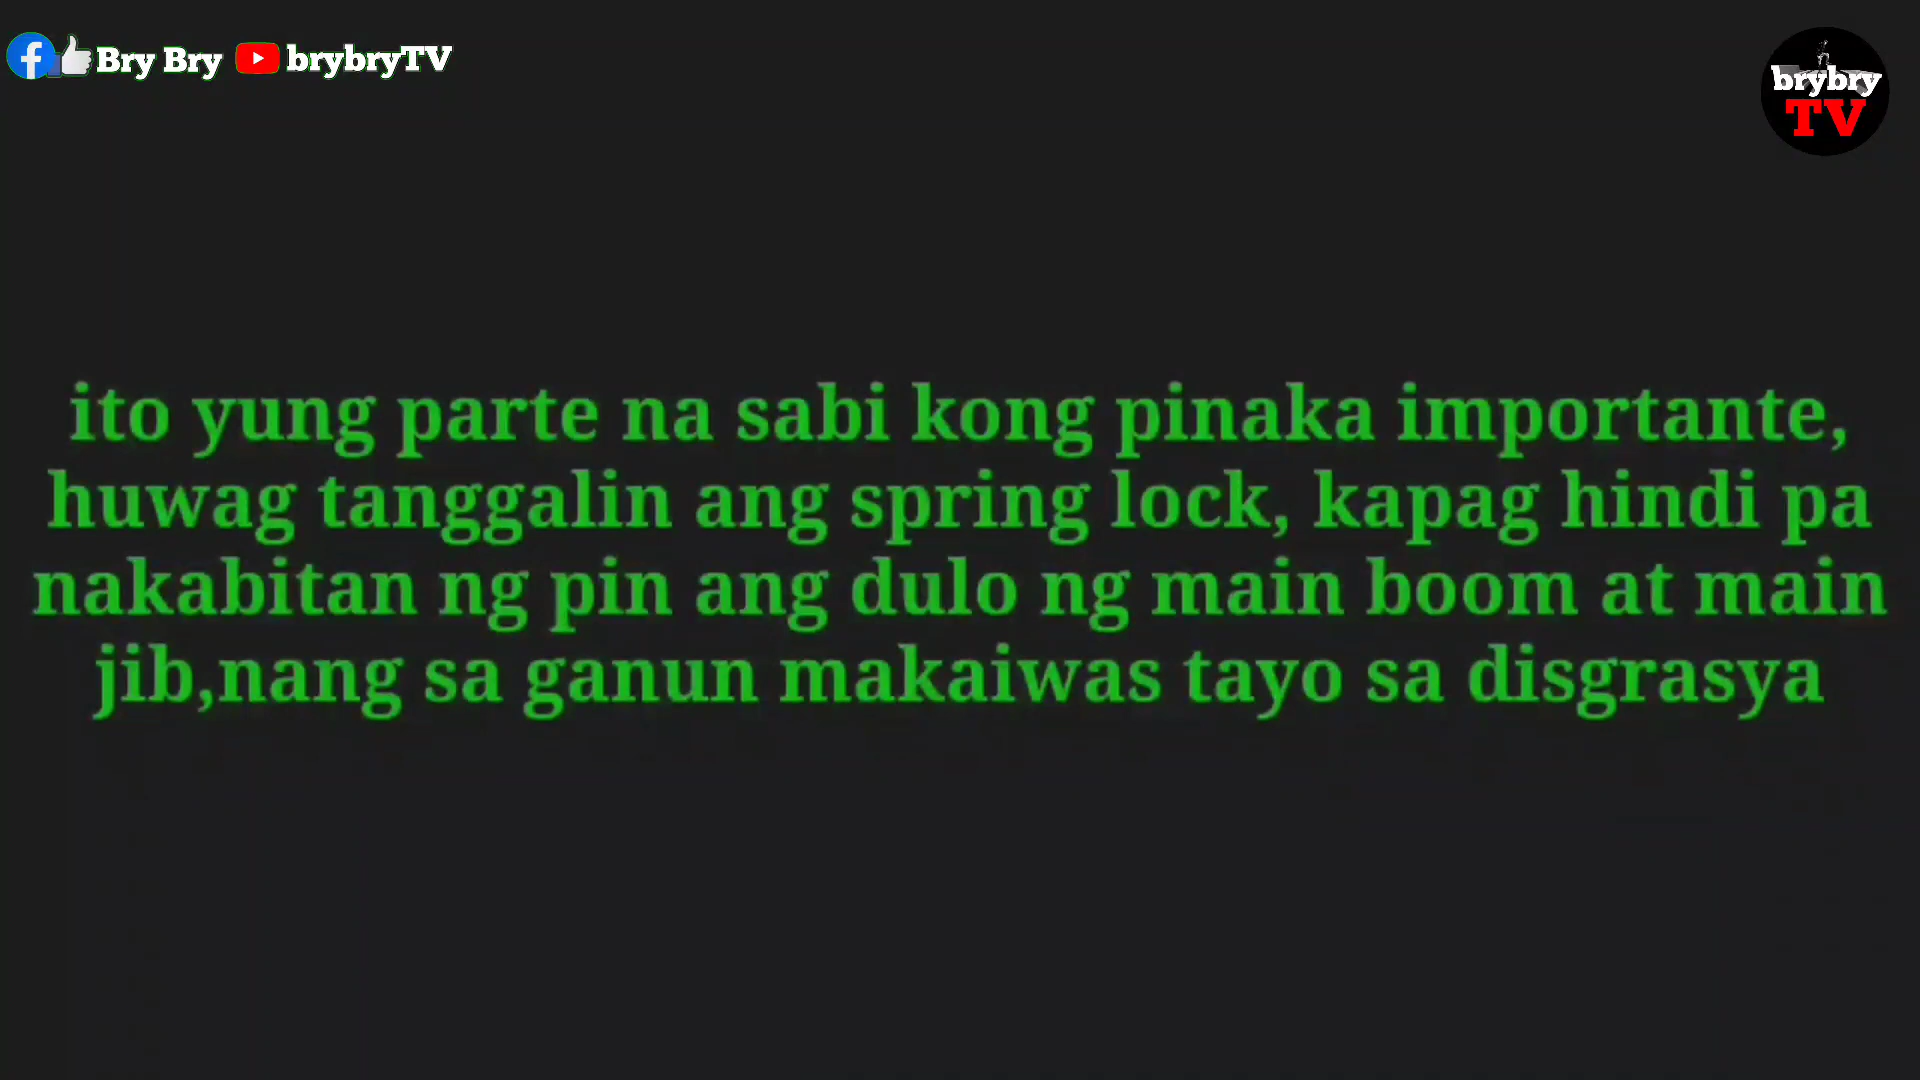 Bry Bry brybryTV
brybry
TV
ito yung parte na sabi kong pinaka importante,
huwag tanggalin ang spring lock, kapag hindi pa
nakabitan ng pin ang dulo ng main boom at main
jib,nang sa ganun makaiwas tayo sa disgrasya